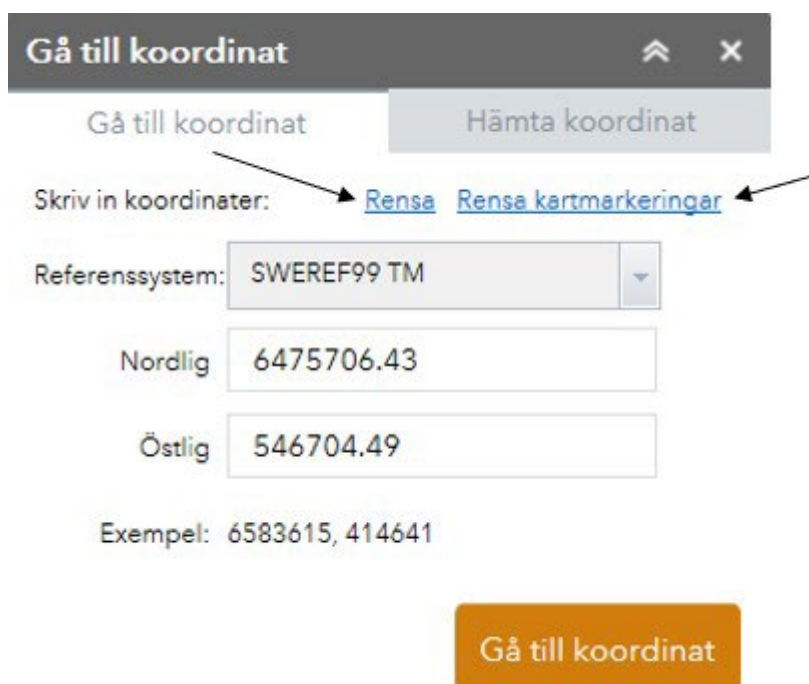 Gå till koordinat
Gå till koordinat Hämta koordinat
Skriv in koordinater: Rensa Rensa kartmarkeringar
Referenssystem: SWEREF99 TM
Nordlig 6475706.43
Östlig 546704.49
Exempel: 6583615, 414641
Gå till koordinat